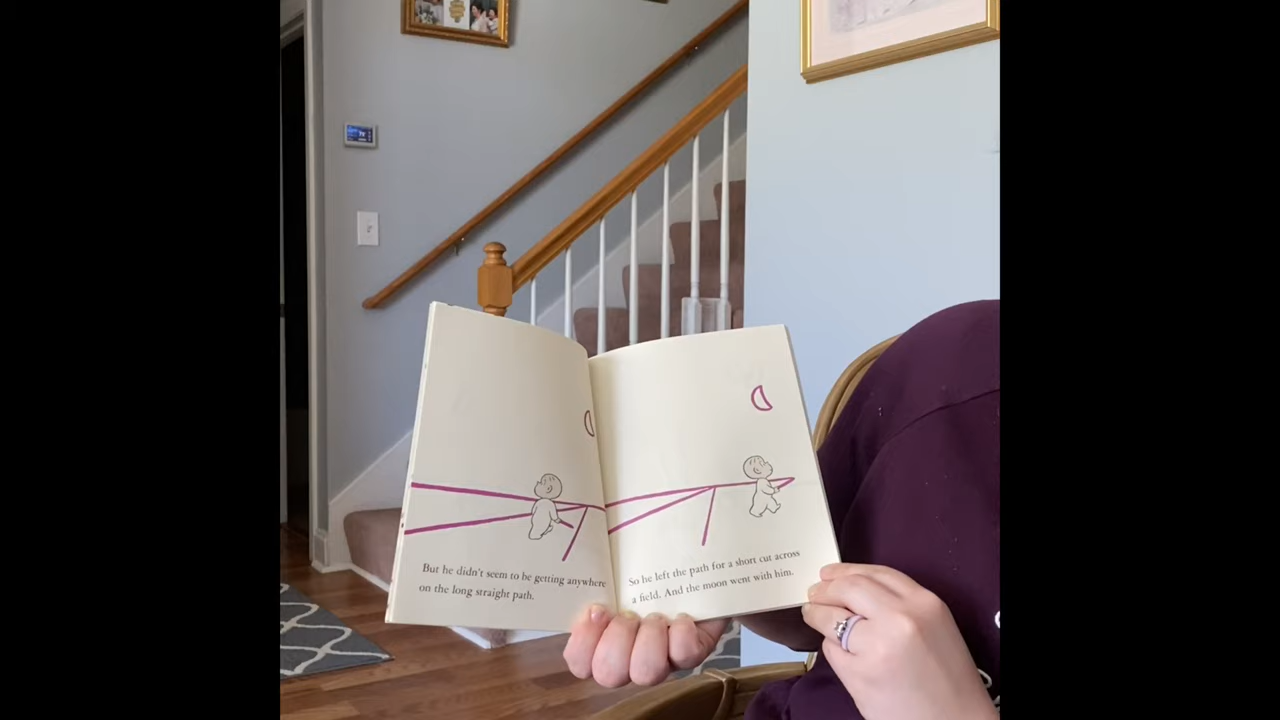 But he didn't seem to be getting anywhere
on the long straight path.
So he left the path for a short cut across
a field. And the moon went with him.